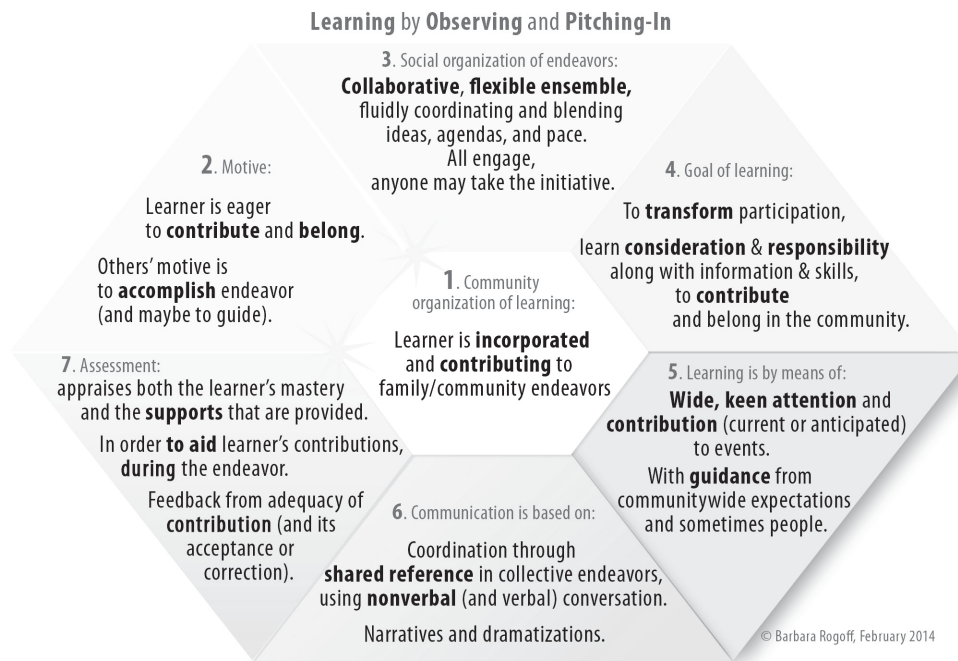 Learning by Observing and Pitching-In
1. Community
organization of learning:
Learner is incorporated
and contributing to
family/community endeavors
2. Motive:
Learner is eager
to contribute and belong.
Others’ motive is
to accomplish endeavor
(and maybe to guide).
3. Social organization of endeavors:
Collaborative, flexible ensemble,
fluidly coordinating and blending
ideas, agendas, and pace.
All engage,
anyone may take the initiative.
4. Goal of learning:
To transform participation,
learn consideration & responsibility
along with information & skills,
to contribute
and belong in the community.
5. Learning is by means of:
Wide, keen attention and
contribution (current or anticipated)
to events.
With guidance from
communitywide expectations
and sometimes people.
6. Communication is based on:
Coordination through
shared reference in collective endeavors,
using nonverbal (and verbal) conversation.
Narratives and dramatizations.
7. Assessment:
appraises both the learner’s mastery
and the supports that are provided.
In order to aid learner’s contributions,
during the endeavor.
Feedback from adequacy of
contribution (and its
acceptance or
correction).
© Barbara Rogoff, February 2014